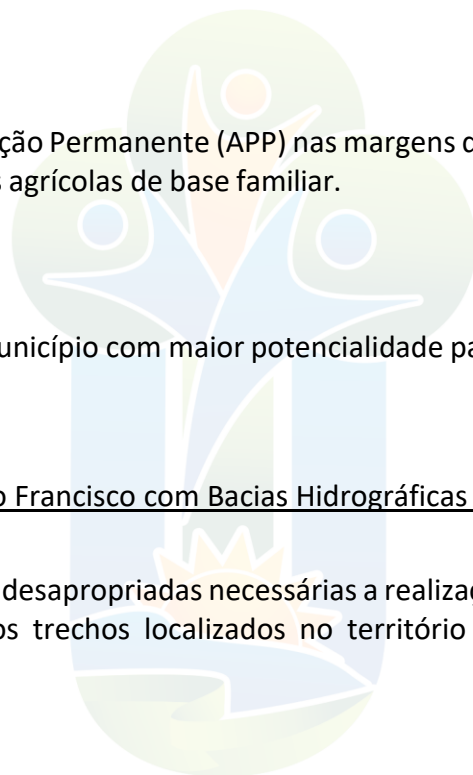 ção Permanente (APP) nas margens d
s agrícolas de base familiar.
unicípio com maior potencialidade pa
o Francisco com Bacias Hidrográficas
desapropriadas necessárias a realizaç
os trechos localizados no território